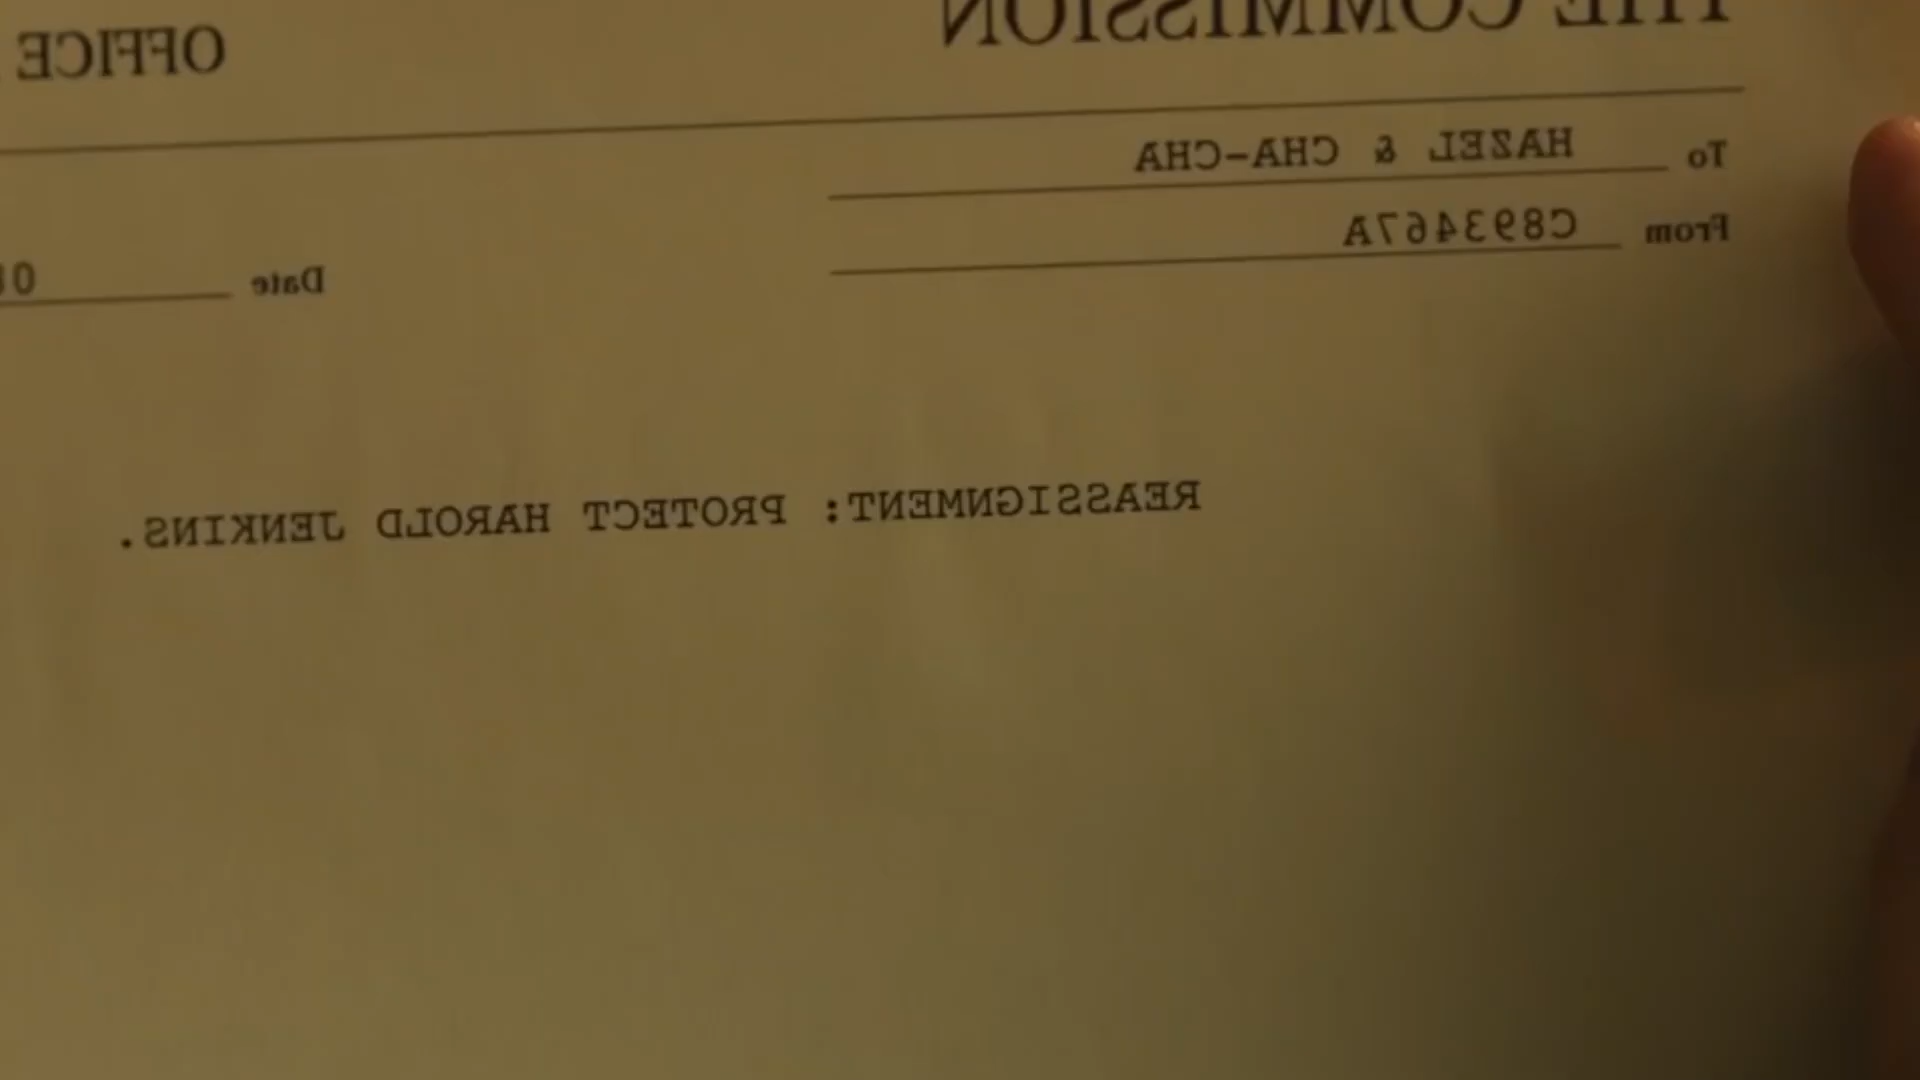 THE COMMISSION
OFFICE
To HAZEL & CHA-CHA
From C893467A
Date
REASSIGNMENT: PROTECT HAROLD JENKINS.